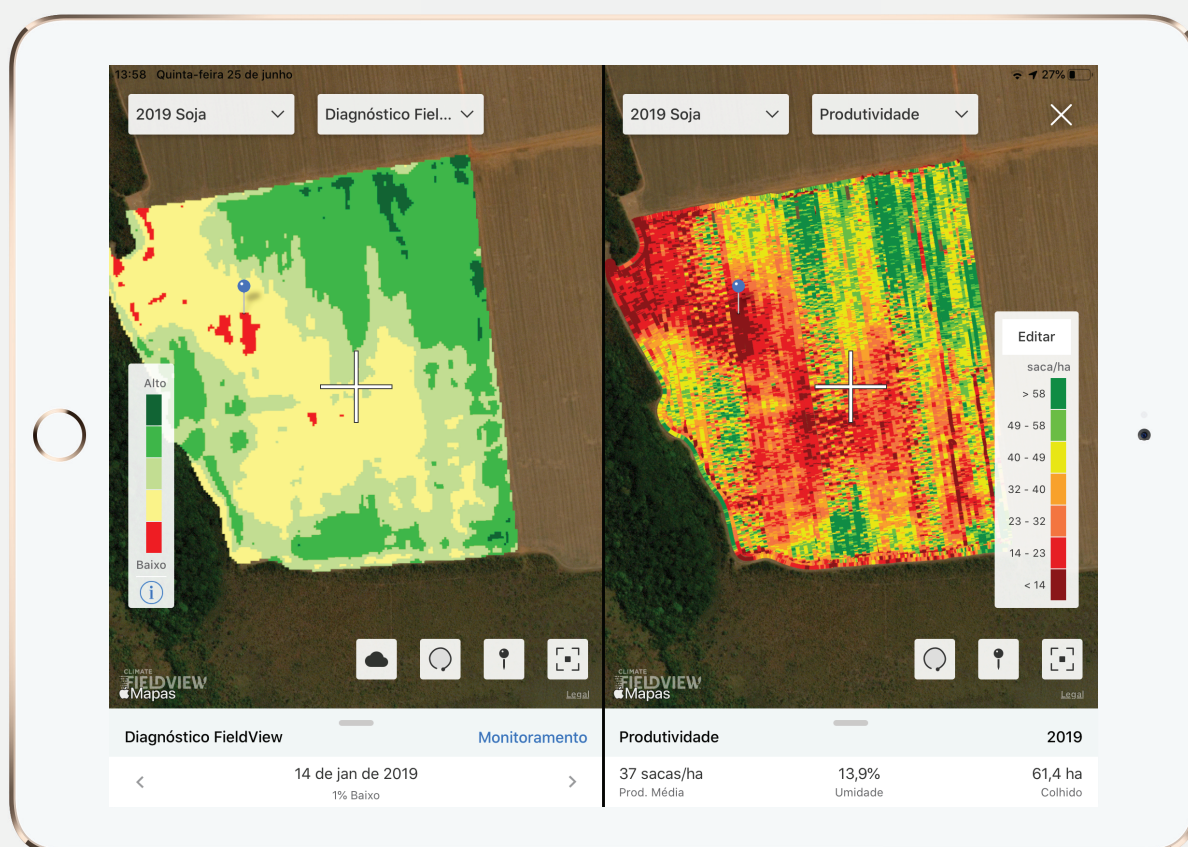 13:58 Quinta-feira 25 de junho
27%
2019 Soja
Diagnóstico Fiel...
2019 Soja
Produtividade
Editar
saca/ha
> 58
49 - 58
40 - 49
32 - 40
23 - 32
14 - 23
< 14
Alto
Baixo
i
CLIMATE
FIELDVIEW
Mapas
Legal
CLIMATE
FIELDVIEW
Mapas
Legal
Diagnóstico FieldView
Monitoramento
14 de jan de 2019
1% Baixo
Produtividade
2019
37 sacas/ha
13,9%
61,4 ha
Prod. Média
Umidade
Colhido